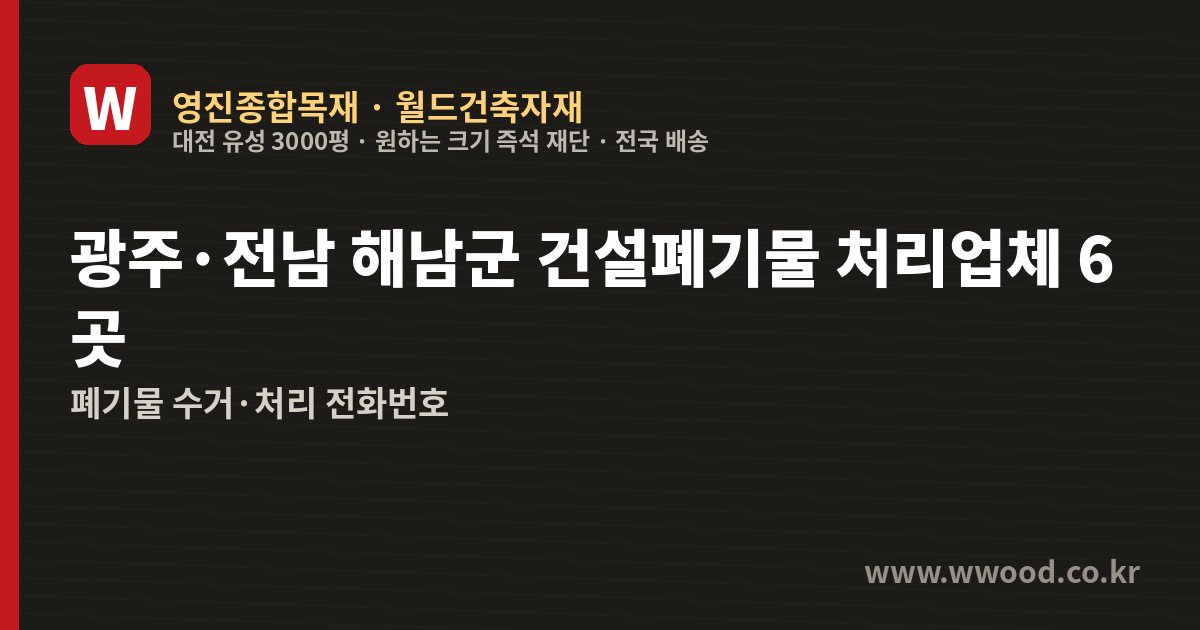 W
영진종합목재 · 월드건축자재
대전 유성 3000평 · 원하는 크기 즉석 재단 · 전국 배송
광주·전남 해남군 건설폐기물 처리업체 6
곳
폐기물 수거·처리 전화번호
www.wwood.co.kr